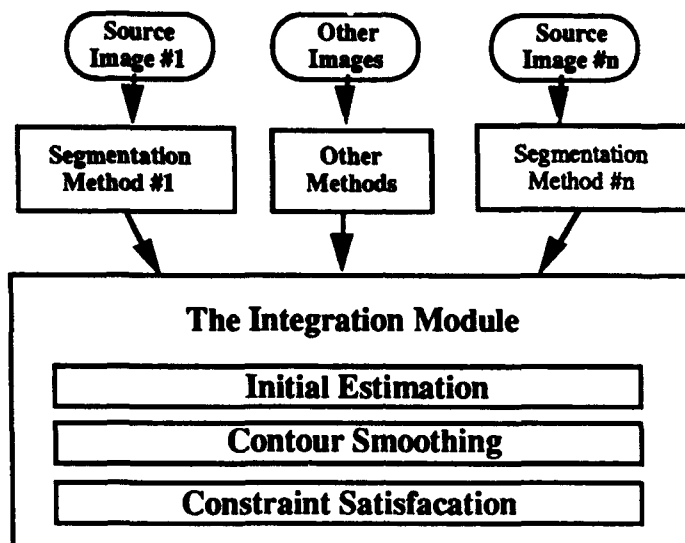 Source
Image #1
Other
Images
Source
Image #n
Segmentation
Method #1
Other
Methods
Segmentation
Method #n
The Integration Module
Initial Estimation
Contour Smoothing
Constraint Satisfacation